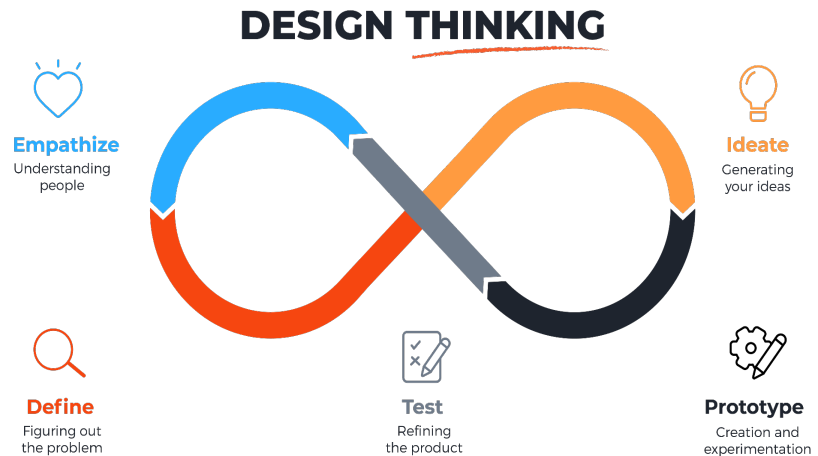 DESIGN THINKING
Empathize
Understanding
people
Ideate
Generating
your ideas
Define
Figuring out
the problem
Test
Refining
the product
Prototype
Creation and
experimentation